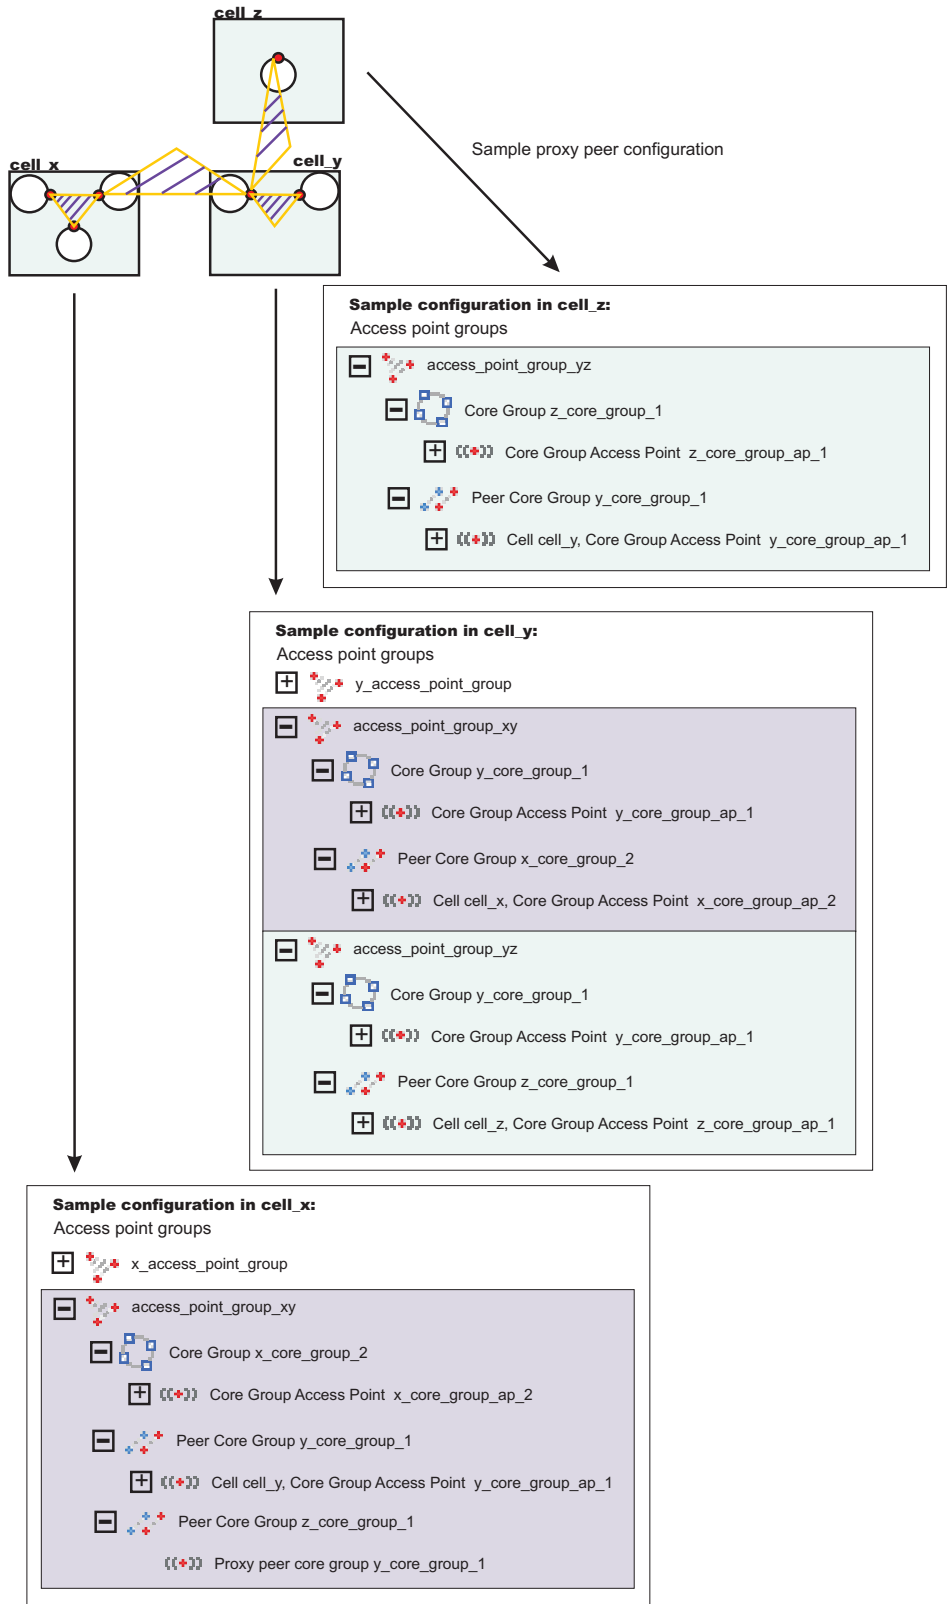 cell_z
cell_x
cell_y
Sample proxy peer configuration
Sample configuration in cell_z:
Access point groups
access_point_group_yz
Core Group z_core_group_1
Core Group Access Point z_core_group_ap_1
Peer Core Group y_core_group_1
Cell cell_y, Core Group Access Point y_core_group_ap_1
Sample configuration in cell_y:
Access point groups
y_access_point_group
access_point_group_xy
Core Group y_core_group_1
Core Group Access Point y_core_group_ap_1
Peer Core Group x_core_group_2
Cell cell_x, Core Group Access Point x_core_group_ap_2
access_point_group_yz
Core Group y_core_group_1
Core Group Access Point y_core_group_ap_1
Peer Core Group z_core_group_1
Cell cell_z, Core Group Access Point z_core_group_ap_1
Sample configuration in cell_x:
Access point groups
x_access_point_group
access_point_group_xy
Core Group x_core_group_2
Core Group Access Point x_core_group_ap_2
Peer Core Group y_core_group_1
Cell cell_y, Core Group Access Point y_core_group_ap_1
Peer Core Group z_core_group_1
Proxy peer core group y_core_group_1